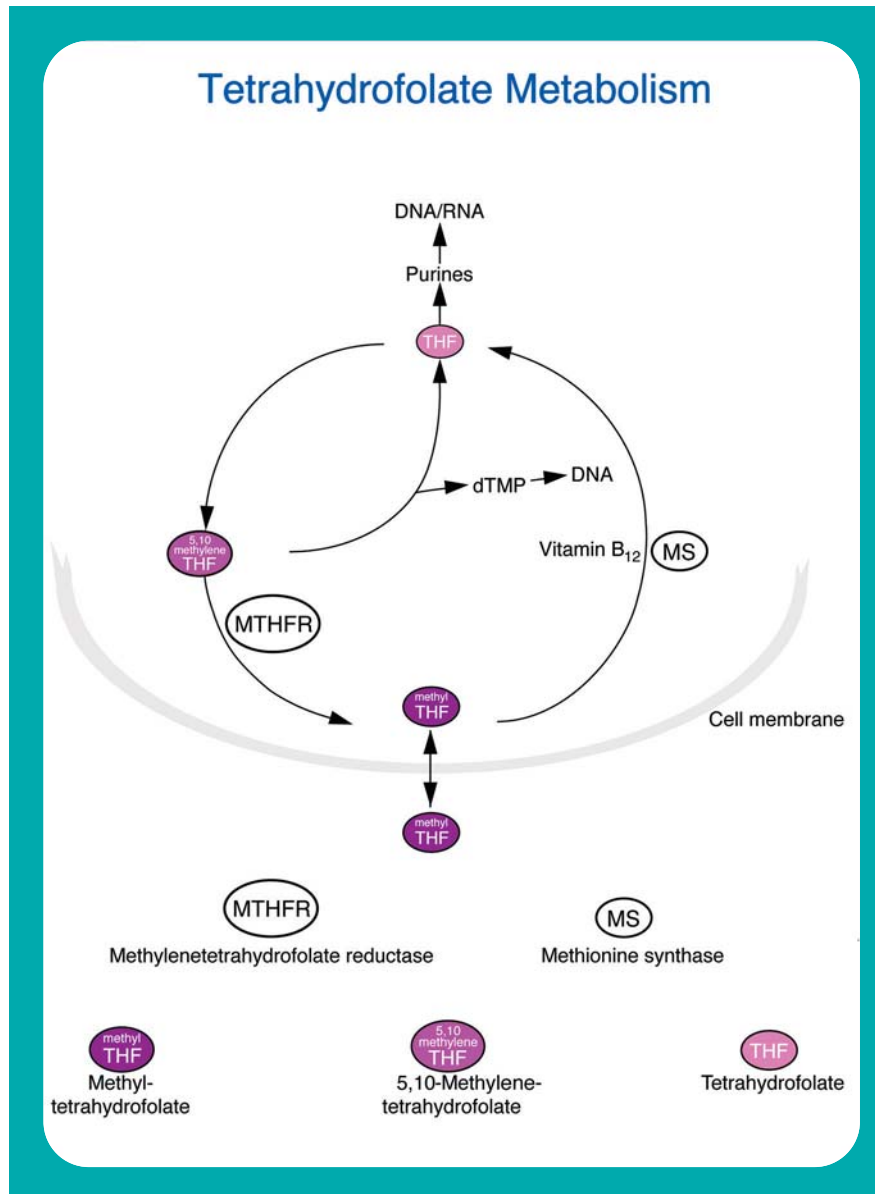 Tetrahydrofolate Metabolism
DNA/RNA
Purines
THF
dTMP
DNA
5,10
methylene
THF
Vitamin B12
MS
MTHFR
methyl
THF
Cell membrane
methyl
THF
MTHFR
MS
Methylenetetrahydrofolate reductase
Methionine synthase
methyl
THF
5,10
methylene
THF
THF
Methyl-
tetrahydrofolate
5,10-Methylene-
tetrahydrofolate
Tetrahydrofolate